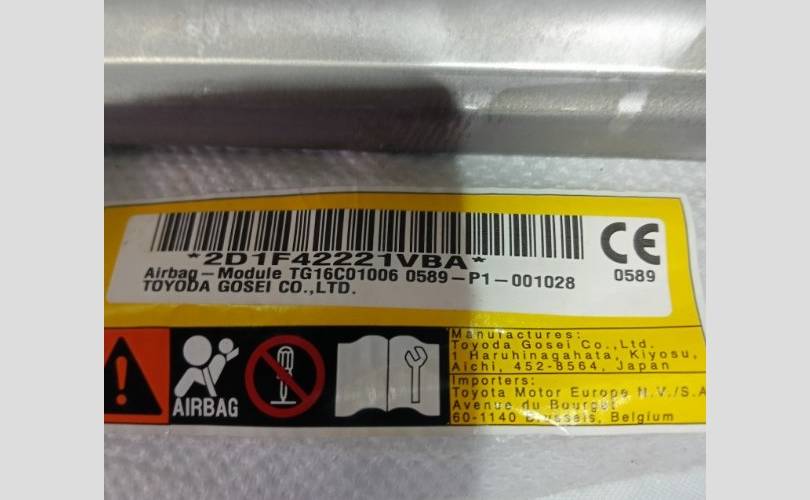 *2D1F42221VBA*
Airbag-Module TG16C01006 0589-P1-001028
TOYODA GOSEI CO.,LTD.
CE
0589
AIRBAG
Manufactures:
Toyoda Gosei Co.,Ltd.
1 Haruhinagahata, Kiyosu,
Aichi, 452-8564, Japan
Importers:
Toyota Motor Europe N.V./S.A
Avenue du Bourget
60-1140 Brussels, Belgium